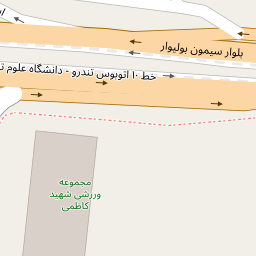 بلوار سیمون بولیوار
خط ۱۰ اتوبوس تندرو - دانشگاه علوم
مجموعه
ورزشی شهید
کاظمی